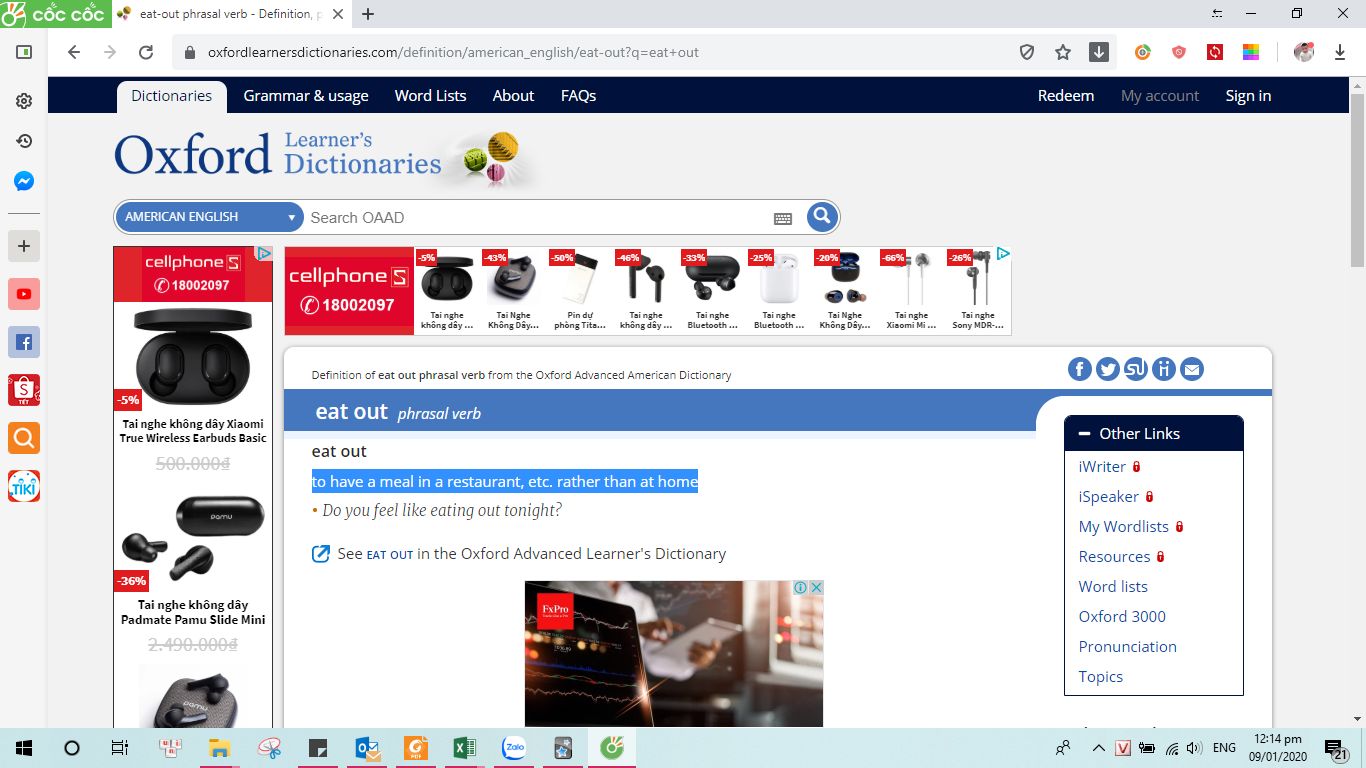 cốc cốc
eat-out phrasal verb - Definition, p
oxfordlearnersdictionaries.com/definition/american_english/eat-out?q=eat+out
Dictionaries
Grammar & usage
Word Lists
About
FAQs
Redeem
My account
Sign in
Oxford Learner's Dictionaries
AMERICAN ENGLISH
Search OAAD
cellphoneS
18002097
-5%
Tai nghe không dây Xiaomi
True Wireless Earbuds Basic
500.000₫
pamu
-36%
Tai nghe không dây
Padmate Pamu Slide Mini
2.490.000₫
pamu
cellphoneS
18002097
-5%
Tai nghe
không dây ...
-43%
Tai Nghe
Không Dây...
-50%
Pin dự
phòng Tita...
-46%
Tai nghe
không dây ...
-33%
Tai nghe
Bluetooth ...
-25%
Tai nghe
Bluetooth ...
-20%
Tai Nghe
Không Dây...
-66%
Tai nghe
Xiaomi Mi ...
-26%
Tai nghe
Sony MDR-...
Definition of eat out phrasal verb from the Oxford Advanced American Dictionary
eat out phrasal verb
eat out
to have a meal in a restaurant, etc. rather than at home
• Do you feel like eating out tonight?
See EAT OUT in the Oxford Advanced Learner's Dictionary
FxPro
Other Links
iWriter
iSpeaker
My Wordlists
Resources
Word lists
Oxford 3000
Pronunciation
Topics
TẾT
TIKI
Zalo
PDF
V
ENG
12:14 pm
09/01/2020
21